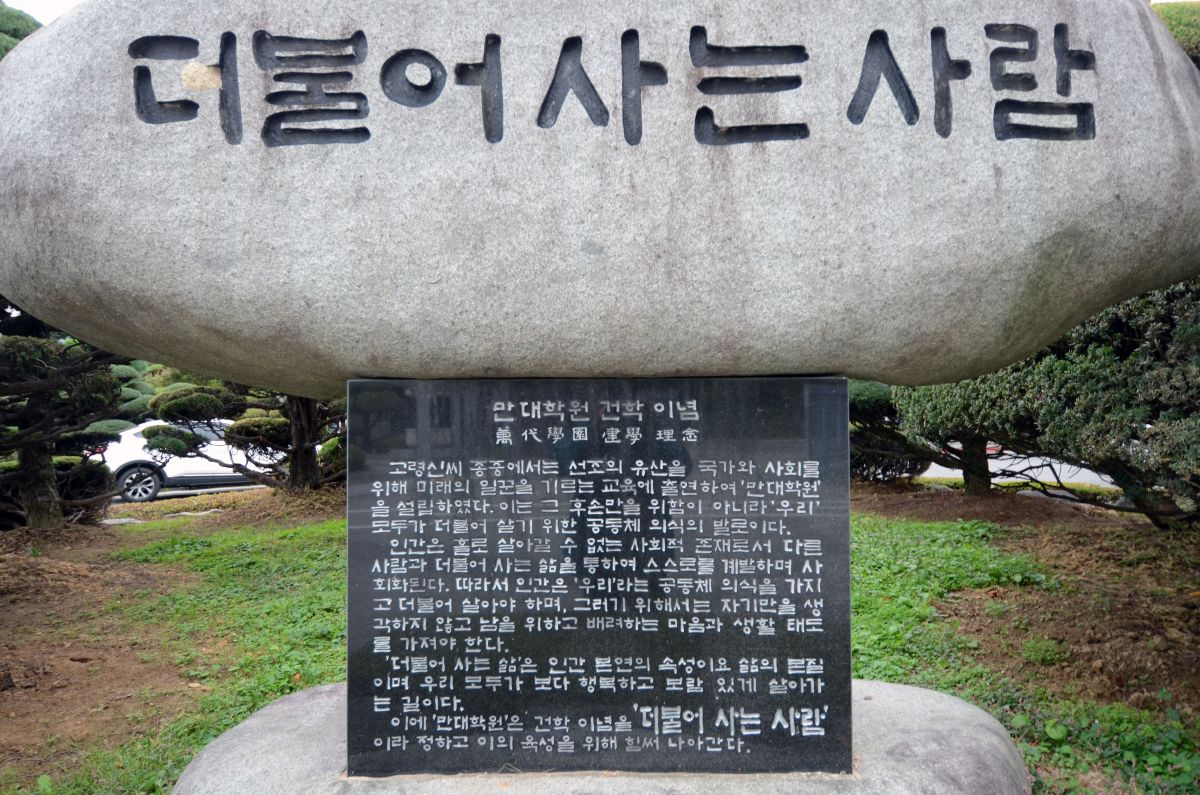 더불어 사는 사람
만대학원 건학 이념
萬代學園 建學 理念
고령신씨 종중에서는 선조의 유산을 국가와 사회를
위해 미래의 일꾼을 기르는 교육에 출연하여 '만대학원'
을 설립하였다. 이는 그 후손만을 위함이 아니라 '우리'
모두가 더불어 살기 위한 공동체 의식의 발로이다.
인간은 홀로 살아갈 수 없는 사회적 존재로서 다른
사람과 더불어 사는 삶을 통하여 스스로를 계발하며 사
회화된다. 따라서 인간은 '우리'라는 공동체 의식을 가지
고 더불어 살아야 하며, 그러기 위해서는 자기만을 생
각하지 않고 남을 위하고 배려하는 마음과 생활 태도
를 가져야 한다.
'더불어 사는 삶'은 인간 본연의 속성이요 삶의 본질
이며 우리 모두가 보다 행복하고 보람 있게 살아가
는 길이다.
이에 '만대학원'은 건학 이념을 '더불어 사는 사람'
이라 정하고 이의 육성을 위해 힘써 나아간다.